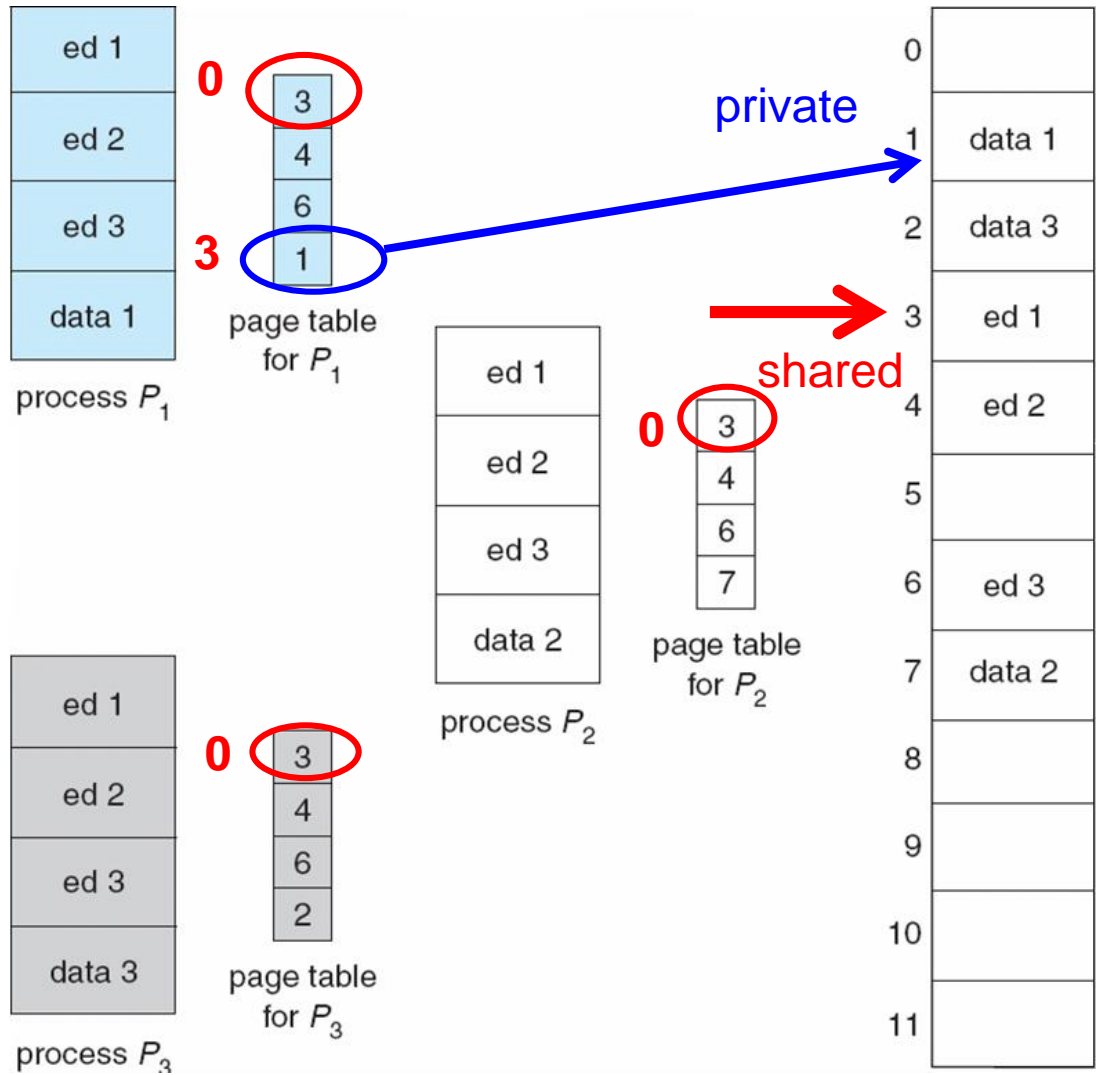 ed 1
ed 2
ed 3
data 1
process P1
0
3
4
6
1
3
page table
for P1
private
shared
ed 1
ed 2
ed 3
data 2
process P2
0
3
4
6
7
page table
for P2
ed 1
ed 2
ed 3
data 3
process P3
0
3
4
6
2
page table
for P3
0
1 data 1
2 data 3
3 ed 1
4 ed 2
5
6 ed 3
7 data 2
8
9
10
11